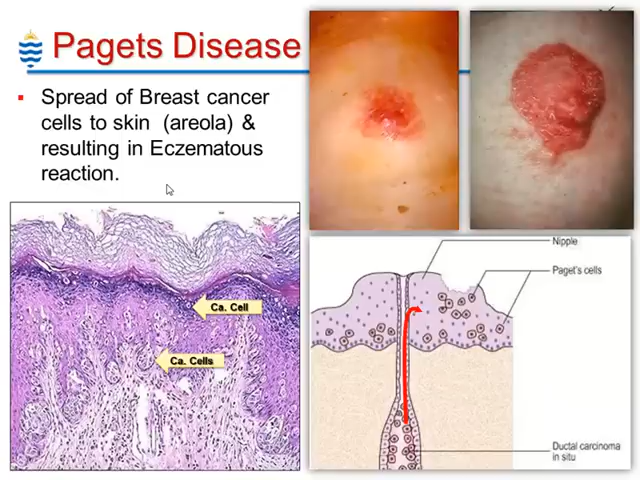 Pagets Disease
Spread of Breast cancer
cells to skin (areola) &
resulting in Eczematous
reaction.
Ca. Cell
Ca. Cells
Nipple
Paget's cells
Ductal carcinoma
in situ